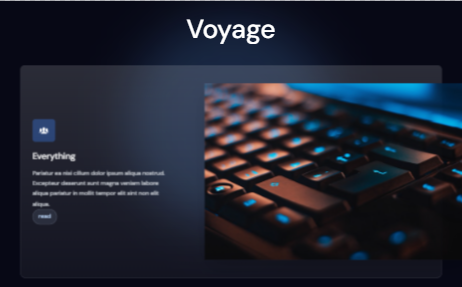 Voyage
Everything
Pariatur ea nisi cillum dolor ipsum aliqua nostrud.
Excepteur deserunt sunt magna veniam labore
aliqua pariatur in mollit tempor elit sint non elit
aliqua.
read